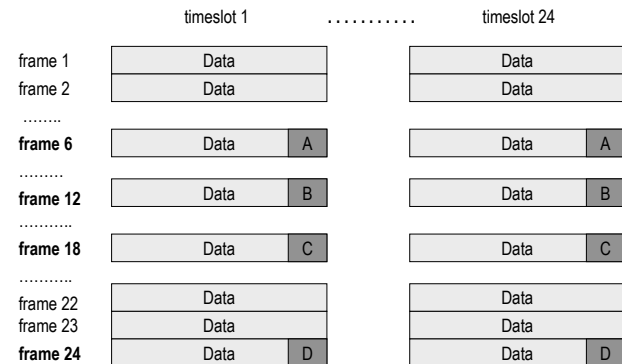 timeslot 1 ........... timeslot 24
frame 1 Data Data
frame 2 Data Data
........
frame 6 Data A Data A
.........
frame 12 Data B Data B
...........
frame 18 Data C Data C
...........
frame 22 Data Data
frame 23 Data Data
frame 24 Data D Data D